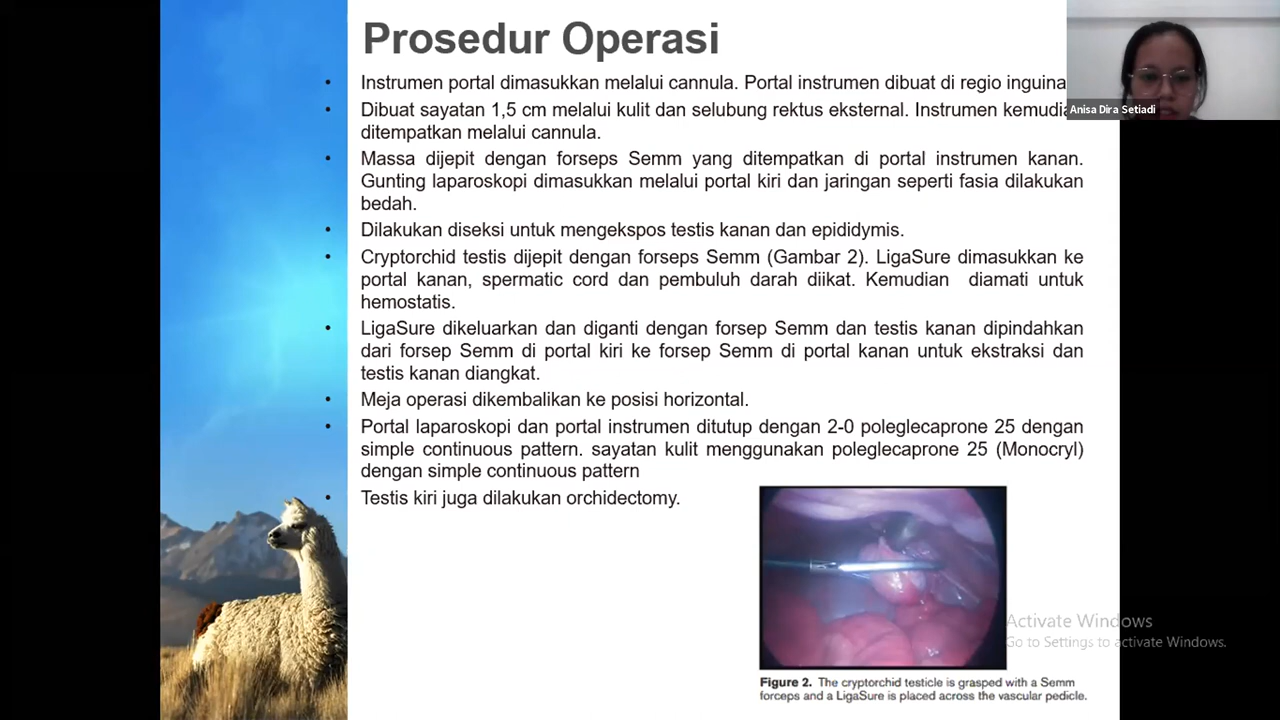 Prosedur Operasi
• Instrumen portal dimasukkan melalui cannula. Portal instrumen dibuat di regio inguina
• Dibuat sayatan 1,5 cm melalui kulit dan selubung rektus eksternal. Instrumen kemudia
ditempatkan melalui cannula.
• Massa dijepit dengan forseps Semm yang ditempatkan di portal instrumen kanan.
Gunting laparoskopi dimasukkan melalui portal kiri dan jaringan seperti fasia dilakukan
bedah.
• Dilakukan diseksi untuk mengekspos testis kanan dan epididymis.
• Cryptorchid testis dijepit dengan forseps Semm (Gambar 2). LigaSure dimasukkan ke
portal kanan, spermatic cord dan pembuluh darah diikat. Kemudian diamati untuk
hemostatis.
• LigaSure dikeluarkan dan diganti dengan forsep Semm dan testis kanan dipindahkan
dari forsep Semm di portal kiri ke forsep Semm di portal kanan untuk ekstraksi dan
testis kanan diangkat.
• Meja operasi dikembalikan ke posisi horizontal.
• Portal laparoskopi dan portal instrumen ditutup dengan 2-0 poleglecaprone 25 dengan
simple continuous pattern. sayatan kulit menggunakan poleglecaprone 25 (Monocryl)
dengan simple continuous pattern
• Testis kiri juga dilakukan orchidectomy.
Figure 2. The cryptorchid testicle is grasped with a Semm
forceps and a LigaSure is placed across the vascular pedicle.
Anisa Dira Setiadi
Activate Windows
Go to Settings to activate Windows.